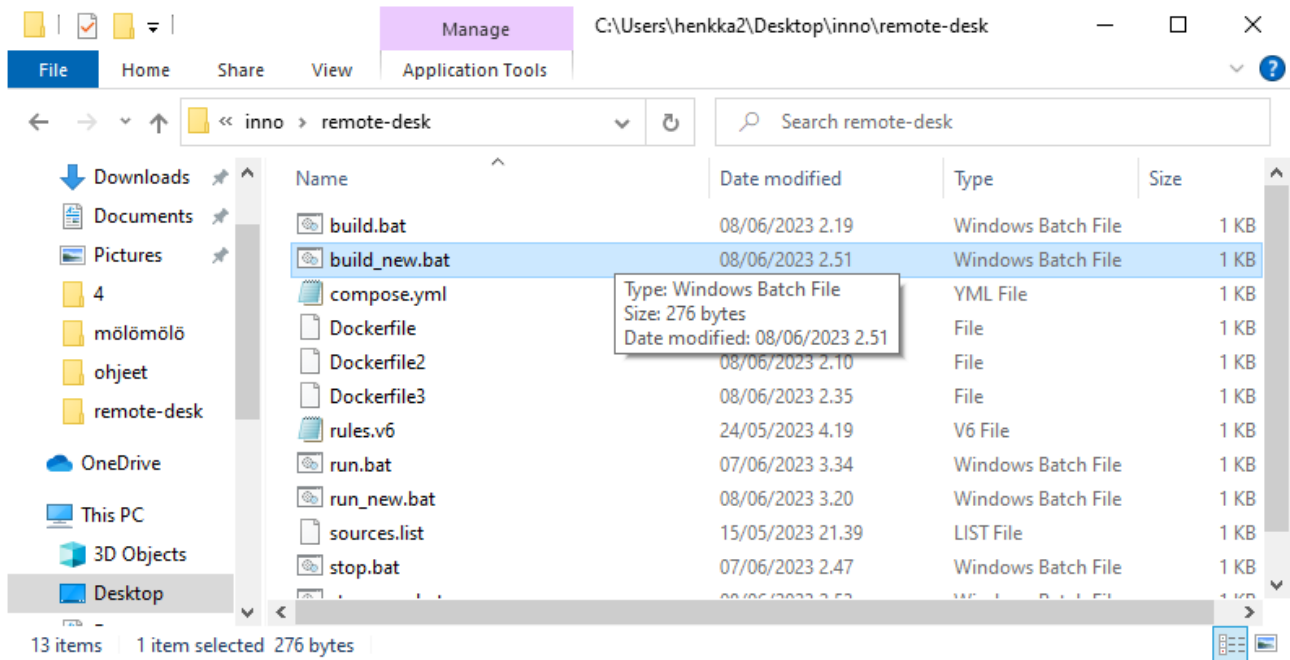 Manage
C:\Users\henkka2\Desktop\inno\remote-desk
File Home Share View Application Tools
?
« inno > remote-desk
Search remote-desk
Downloads
Documents
Pictures
4
mölömölö
ohjeet
remote-desk
OneDrive
This PC
3D Objects
Desktop
Name Date modified Type Size
build.bat 08/06/2023 2.19 Windows Batch File 1 KB
build_new.bat 08/06/2023 2.51 Windows Batch File 1 KB
compose.yml YML File 1 KB
Dockerfile File 1 KB
Dockerfile2 08/06/2023 2.10 File 1 KB
Dockerfile3 08/06/2023 2.35 File 1 KB
rules.v6 24/05/2023 4.19 V6 File 1 KB
run.bat 07/06/2023 3.34 Windows Batch File 1 KB
run_new.bat 08/06/2023 3.20 Windows Batch File 1 KB
sources.list 15/05/2023 21.39 LIST File 1 KB
stop.bat 07/06/2023 2.47 Windows Batch File 1 KB
Type: Windows Batch File
Size: 276 bytes
Date modified: 08/06/2023 2.51
13 items 1 item selected 276 bytes